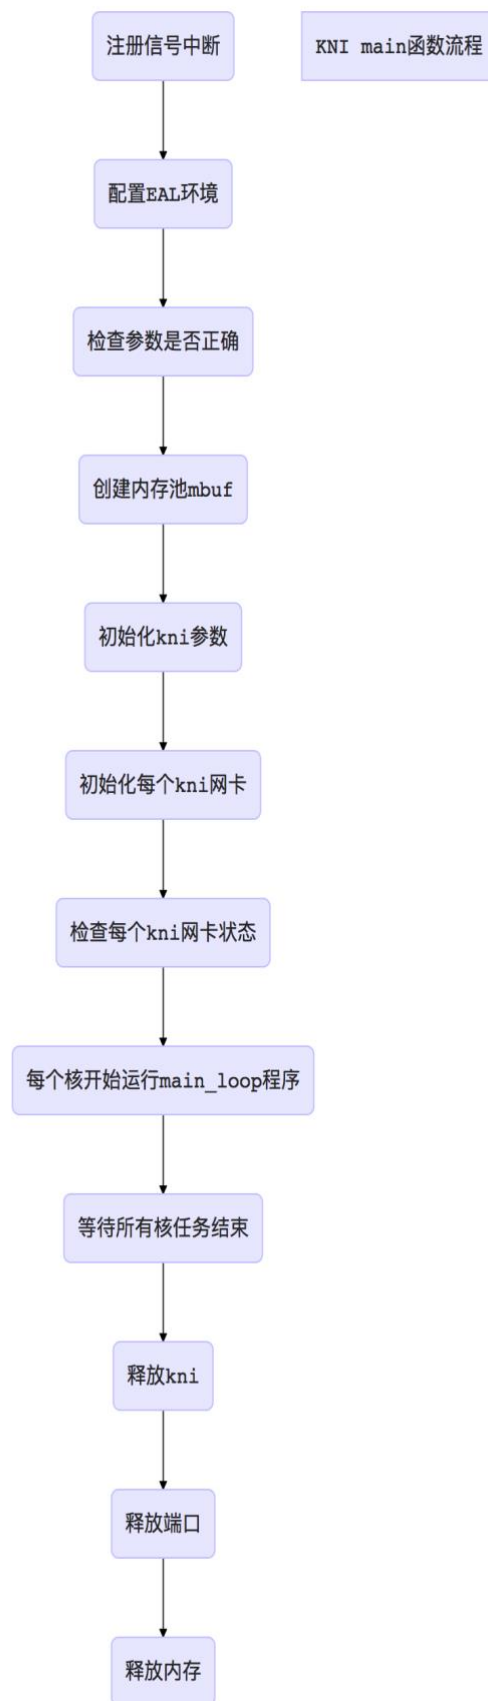 注册信号中断
KNI main函数流程
配置EAL环境
检查参数是否正确
创建内存池mbuf
初始化kni参数
初始化每个kni网卡
检查每个kni网卡状态
每个核开始运行main_loop程序
等待所有核任务结束
释放kni
释放端口
释放内存